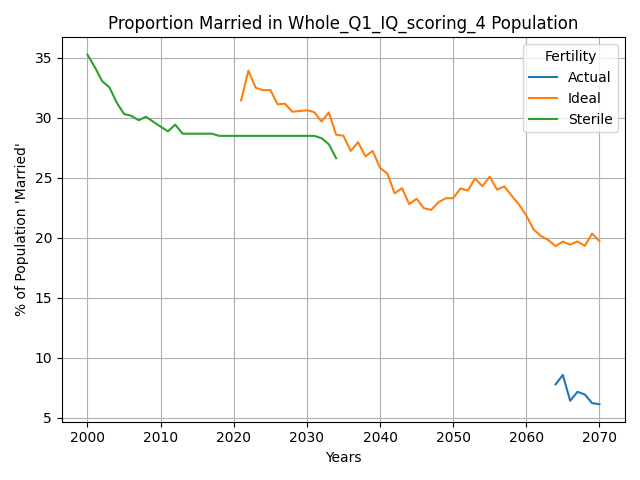 Proportion Married in Whole_Q1_IQ_scoring_4 Population
% of Population 'Married'
35
30
25
20
15
10
5
Fertility
Actual
Ideal
Sterile
2000 2010 2020 2030 2040 2050 2060 2070
Years